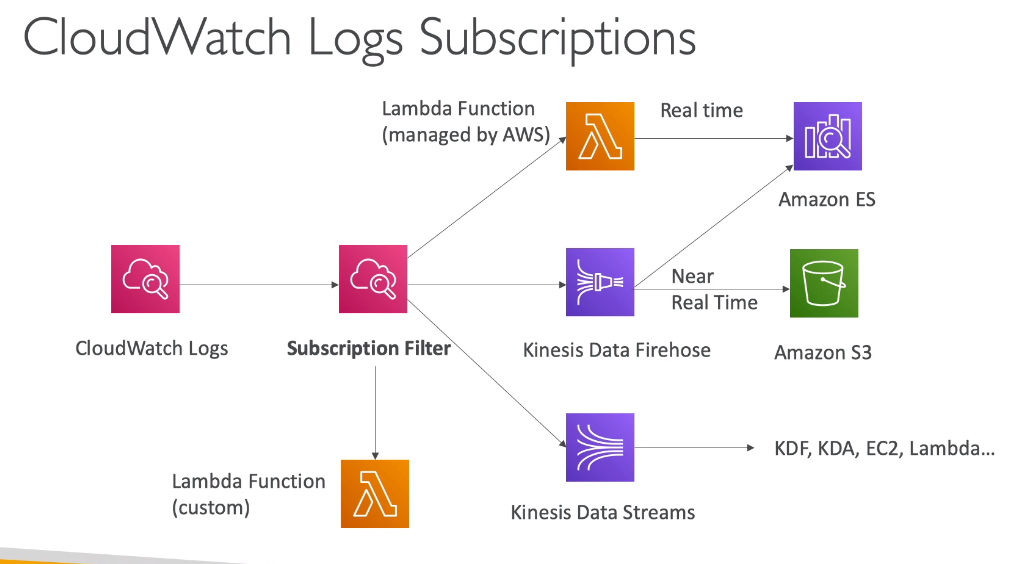 CloudWatch Logs Subscriptions
Lambda Function
(managed by AWS)
Real time
Amazon ES
CloudWatch Logs
Subscription Filter
Near
Real Time
Kinesis Data Firehose
Amazon S3
Lambda Function
(custom)
KDF, KDA, EC2, Lambda...
Kinesis Data Streams